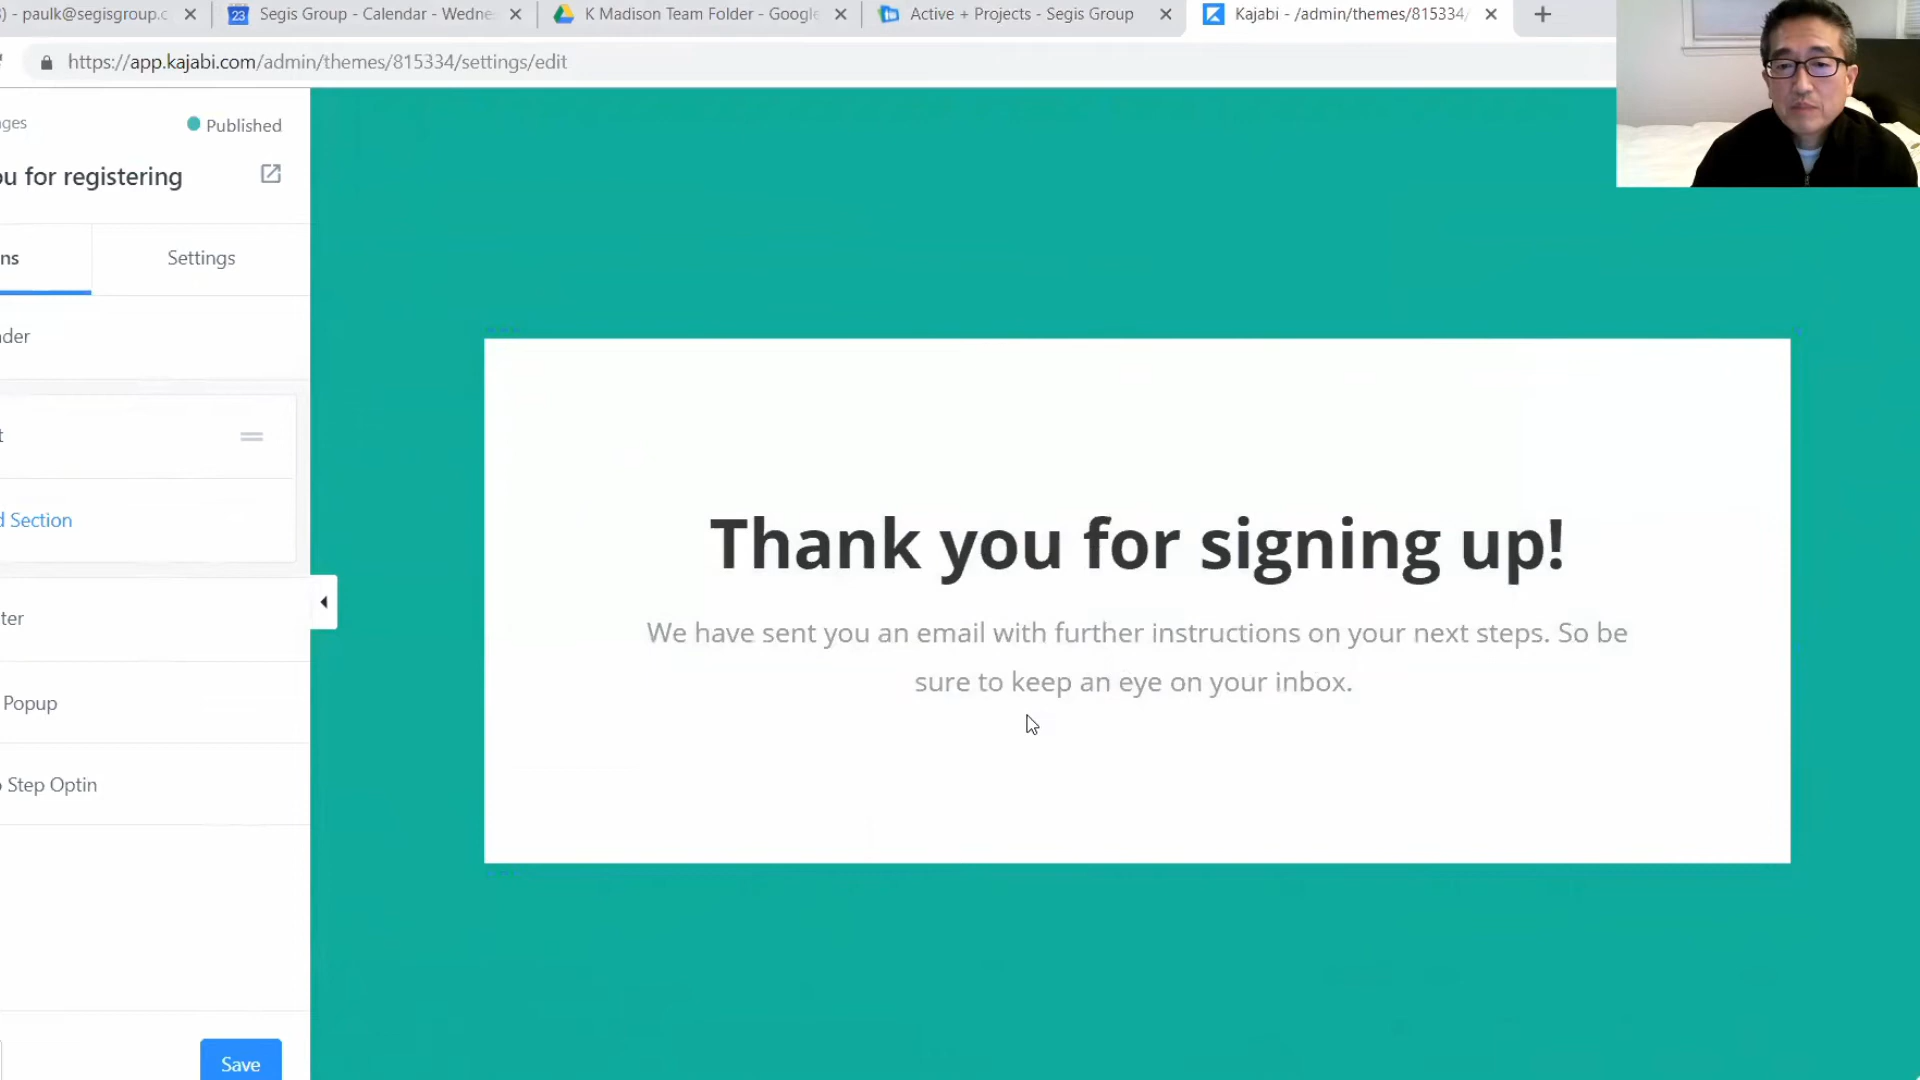 ) - paulk@segisgroup.c
23 Segis Group - Calendar - Wedne
K Madison Team Folder - Google
Active + Projects - Segis Group
Kajabi - /admin/themes/815334/
https://app.kajabi.com/admin/themes/815334/settings/edit
ges
Published
ou for registering
ns
Settings
der
t
d Section
ter
Popup
Step Optin
Save
Thank you for signing up!
We have sent you an email with further instructions on your next steps. So be
sure to keep an eye on your inbox.